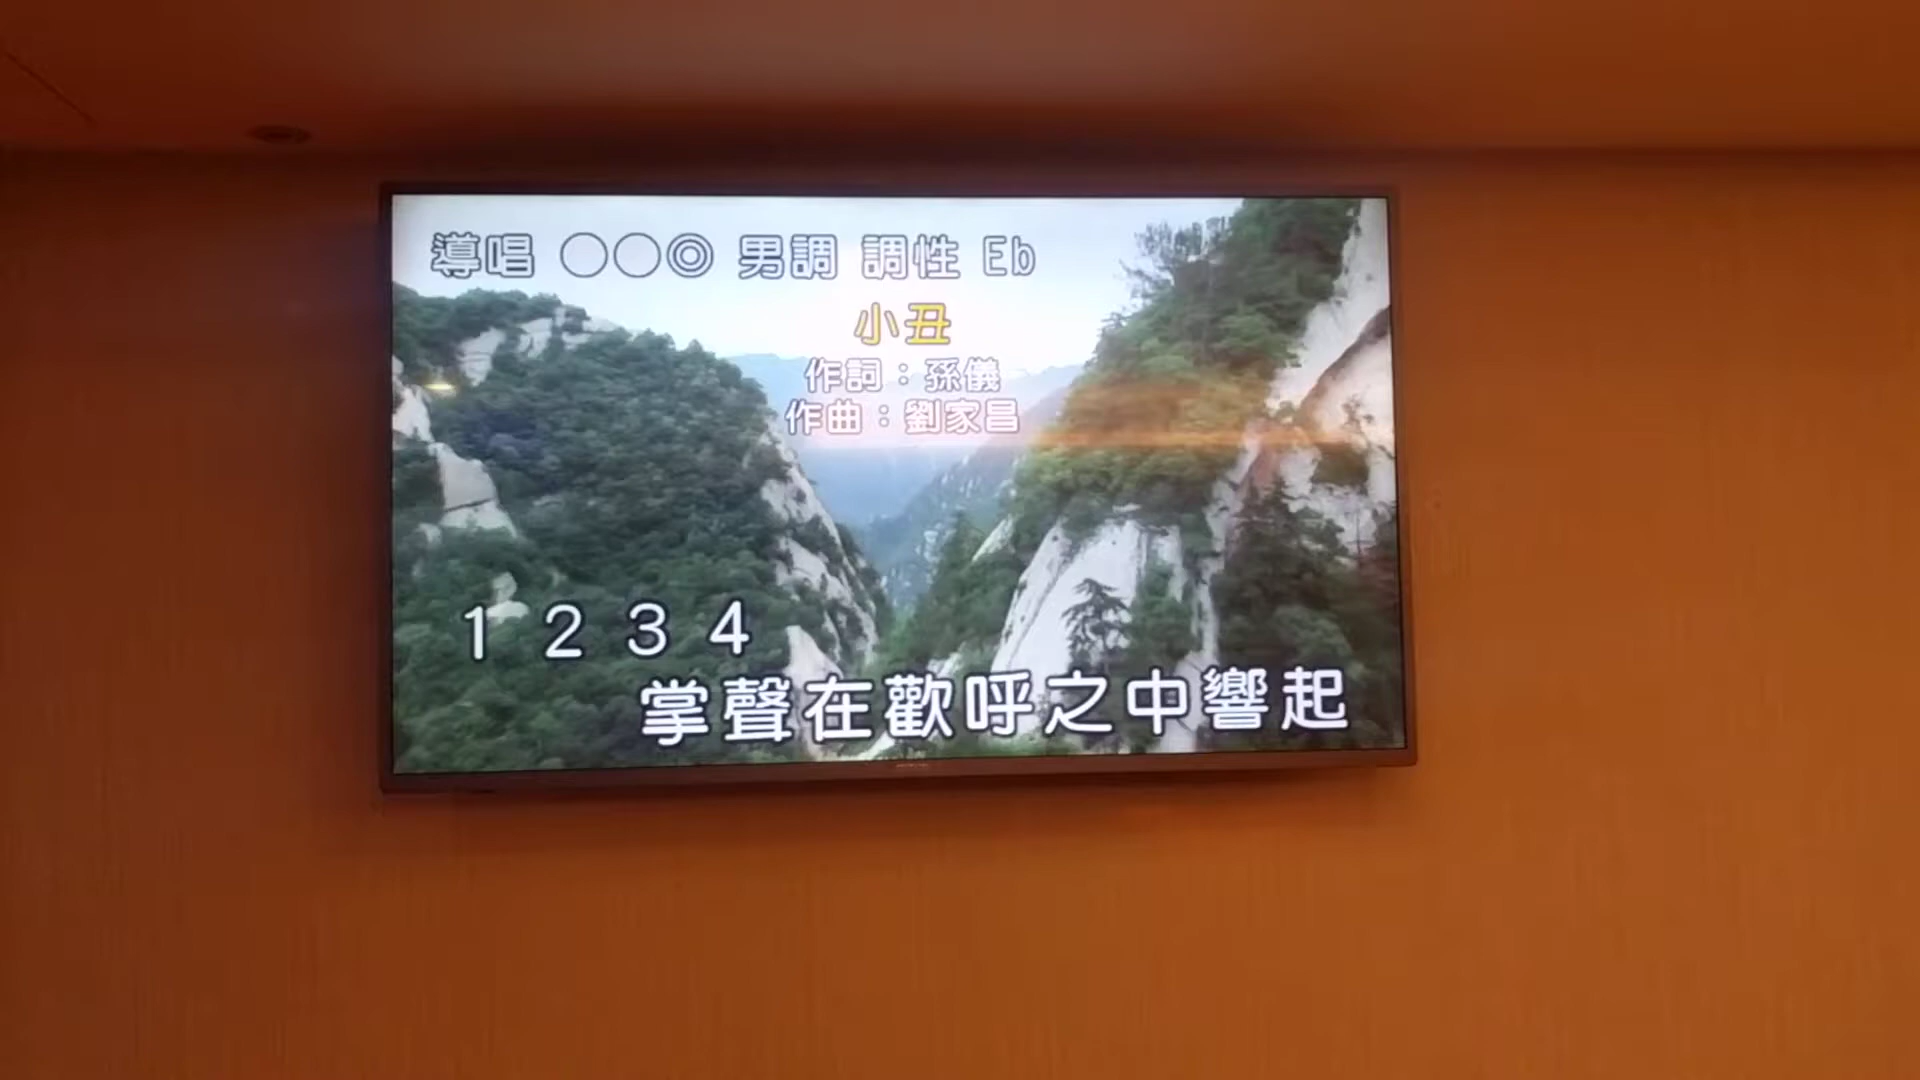 導唱 ○○◎ 男調 調性 Eb
小丑
作詞：孫儀
作曲：劉家昌
1 2 3 4
掌聲在歡呼之中響起